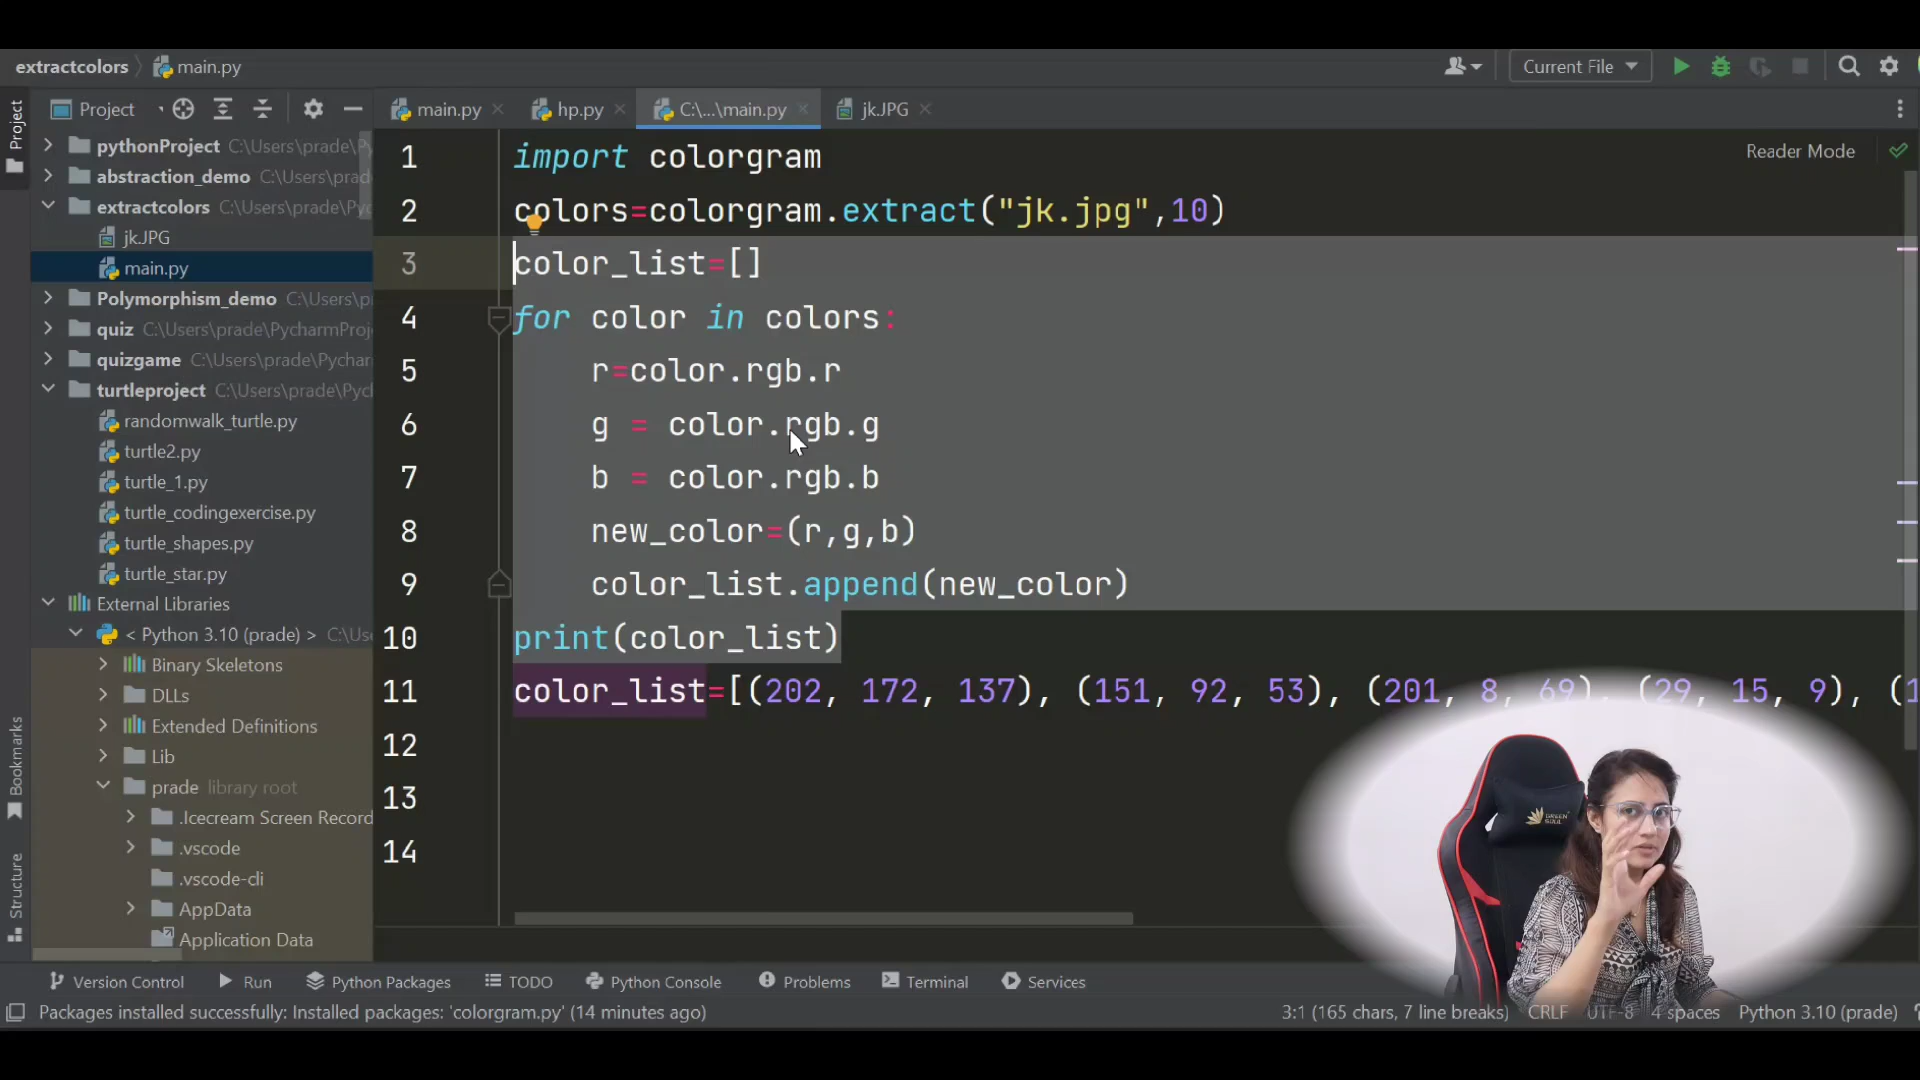 extractcolors main.py
Current File
Project
main.py
hp.py
C:\...\main.py
jk.JPG
Project
pythonProject C:\Users\prade\P
abstraction_demo C:\Users\prad
extractcolors C:\Users\prade\Py
jk.JPG
main.py
Polymorphism_demo C:\Users\p
quiz C:\Users\prade\PycharmProj
quizgame C:\Users\prade\Pychar
turtleproject C:\Users\prade\Pyc
randomwalk_turtle.py
turtle2.py
turtle_1.py
turtle_codingexercise.py
turtle_shapes.py
turtle_star.py
External Libraries
< Python 3.10 (prade) > C:\Us
Binary Skeletons
DLLs
Extended Definitions
Lib
prade library root
.Icecream Screen Record
.vscode
.vscode-cli
AppData
Application Data
Bookmarks
Structure
Reader Mode
1 import colorgram
2 colors=colorgram.extract("jk.jpg",10)
3 color_list=[]
4 for color in colors:
5 r=color.rgb.r
6 g = color.rgb.g
7 b = color.rgb.b
8 new_color=(r,g,b)
9 color_list.append(new_color)
10 print(color_list)
11 color_list=[(202, 172, 137), (151, 92, 53), (201, 8, 69), (29, 15, 9), (1
12
13
14
GREEN SOUL
Version Control
Run
Python Packages
TODO
Python Console
Problems
Terminal
Services
Packages installed successfully: Installed packages: 'colorgram.py' (14 minutes ago)
3:1 (165 chars, 7 line breaks)
CRLF
UTF-8
4 spaces
Python 3.10 (prade)